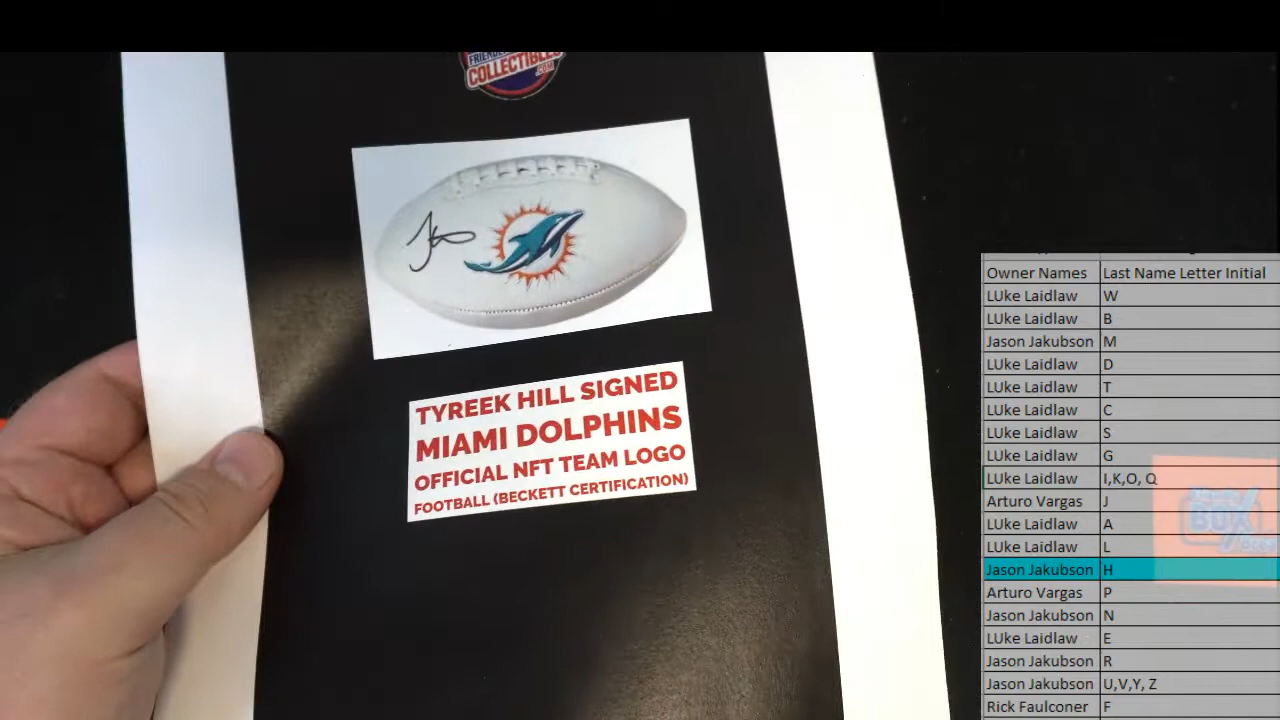 FRIENDLY
COLLECTIBLES
.COM
TYREEK HILL SIGNED
MIAMI DOLPHINS
OFFICIAL NFT TEAM LOGO
FOOTBALL (BECKETT CERTIFICATION)
Owner Names Last Name Letter Initial
LUke Laidlaw W
LUke Laidlaw B
Jason Jakubson M
LUke Laidlaw D
LUke Laidlaw T
LUke Laidlaw C
LUke Laidlaw S
LUke Laidlaw G
LUke Laidlaw I,K,O, Q
Arturo Vargas J
LUke Laidlaw A
LUke Laidlaw L
Jason Jakubson H
Arturo Vargas P
Jason Jakubson N
LUke Laidlaw E
Jason Jakubson R
Jason Jakubson U,V,Y, Z
Rick Faulconer F
BOX